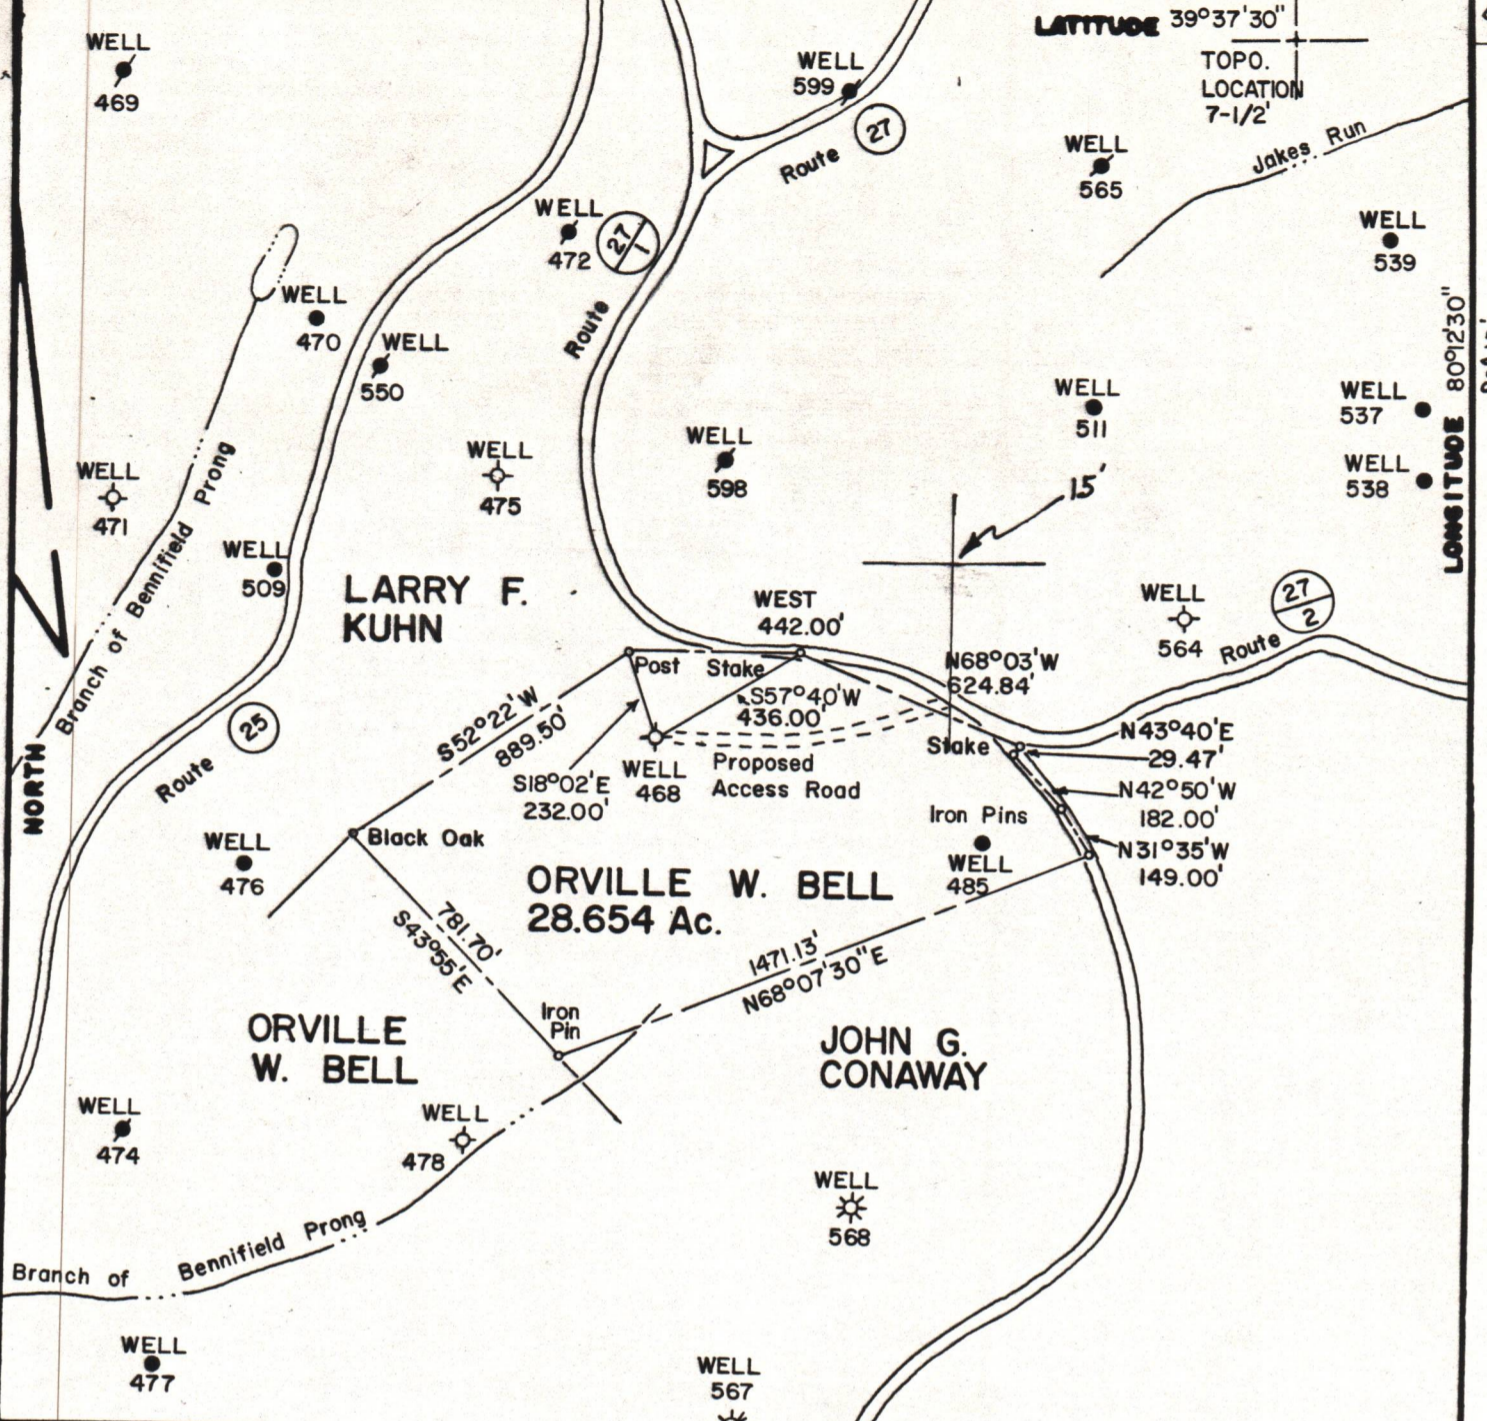 LATITUDE 39°37'30"
TOPO.
LOCATION
7-1/2'
WELL
469
WELL
599
Route 27
WELL
565
Jakes Run
WELL
472
27/1
Route
WELL
539
WELL
470
WELL
550
LONGITUDE 80°12'30"
WELL
511
WELL
537
WELL
538
WELL
471
WELL
475
WELL
598
15'
Branch of Bennifield Prong
WELL
509
LARRY F.
KUHN
WEST
442.00'
WELL
564
Route 27/2
Post
Stake
N68°03'W
624.84'
S57°40'W
436.00'
S52°22'W
889.50'
S18°02'E
232.00'
WELL
468
Proposed
Access Road
Stake
N43°40'E
29.47'
N42°50'W
182.00'
N31°35'W
149.00'
Iron Pins
WELL
485
NORTH
Route 25
Black Oak
WELL
476
ORVILLE W. BELL
28.654 Ac.
781.70'
S43°55'E
1471.13'
N68°07'30"E
Iron
Pin
ORVILLE
W. BELL
JOHN G.
CONAWAY
WELL
474
WELL
478
WELL
568
Branch of Bennifield Prong
WELL
477
WELL
567